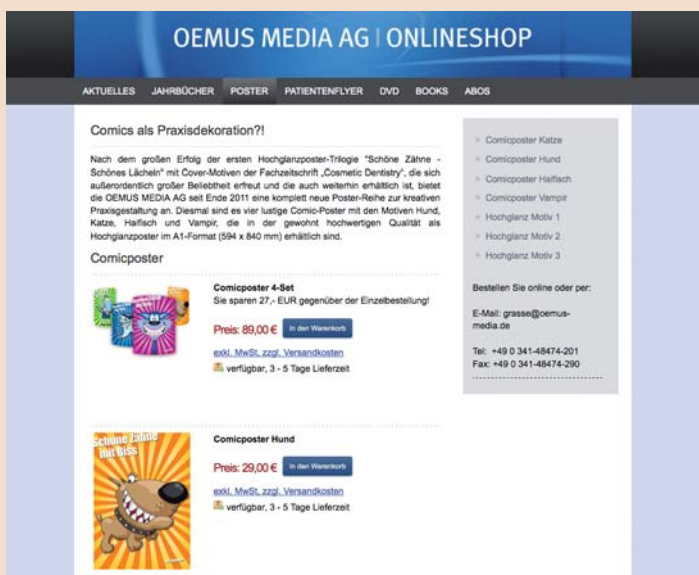 OEMUS MEDIA AG | ONLINESHOP
AKTUELLES JAHRBÜCHER POSTER PATIENTENFLYER DVD BOOKS ABOS
Comics als Praxisdekoration?!
Nach dem großen Erfolg der ersten Hochglanzposter-Trilogie "Schöne Zähne -
Schönes Lächeln" mit Cover-Motiven der Fachzeitschrift „Cosmetic Dentistry", die sich
außerordentlich großer Beliebtheit erfreut und die auch weiterhin erhältlich ist, bietet
die OEMUS MEDIA AG seit Ende 2011 eine komplett neue Poster-Reihe zur kreativen
Praxisgestaltung an. Diesmal sind es vier lustige Comic-Poster mit den Motiven Hund,
Katze, Haifisch und Vampir, die in der gewohnt hochwertigen Qualität als
Hochglanzposter im A1-Format (594 x 840 mm) erhältlich sind.
Comicposter
Comicposter 4-Set
Sie sparen 27,- EUR gegenüber der Einzelbestellung!
Preis: 89,00 € In den Warenkorb
exkl. MwSt. zzgl. Versandkosten
verfügbar, 3 - 5 Tage Lieferzeit
Schöne Zähne
mit Biss
Comicposter Hund
Preis: 29,00 € In den Warenkorb
exkl. MwSt. zzgl. Versandkosten
verfügbar, 3 - 5 Tage Lieferzeit
» Comicposter Katze
» Comicposter Hund
» Comicposter Haifisch
» Comicposter Vampir
» Hochglanz Motiv 1
» Hochglanz Motiv 2
» Hochglanz Motiv 3
Bestellen Sie online oder per:
E-Mail: grasse@oemus-
media.de
Tel: +49 0 341-48474-201
Fax: +49 0 341-48474-290